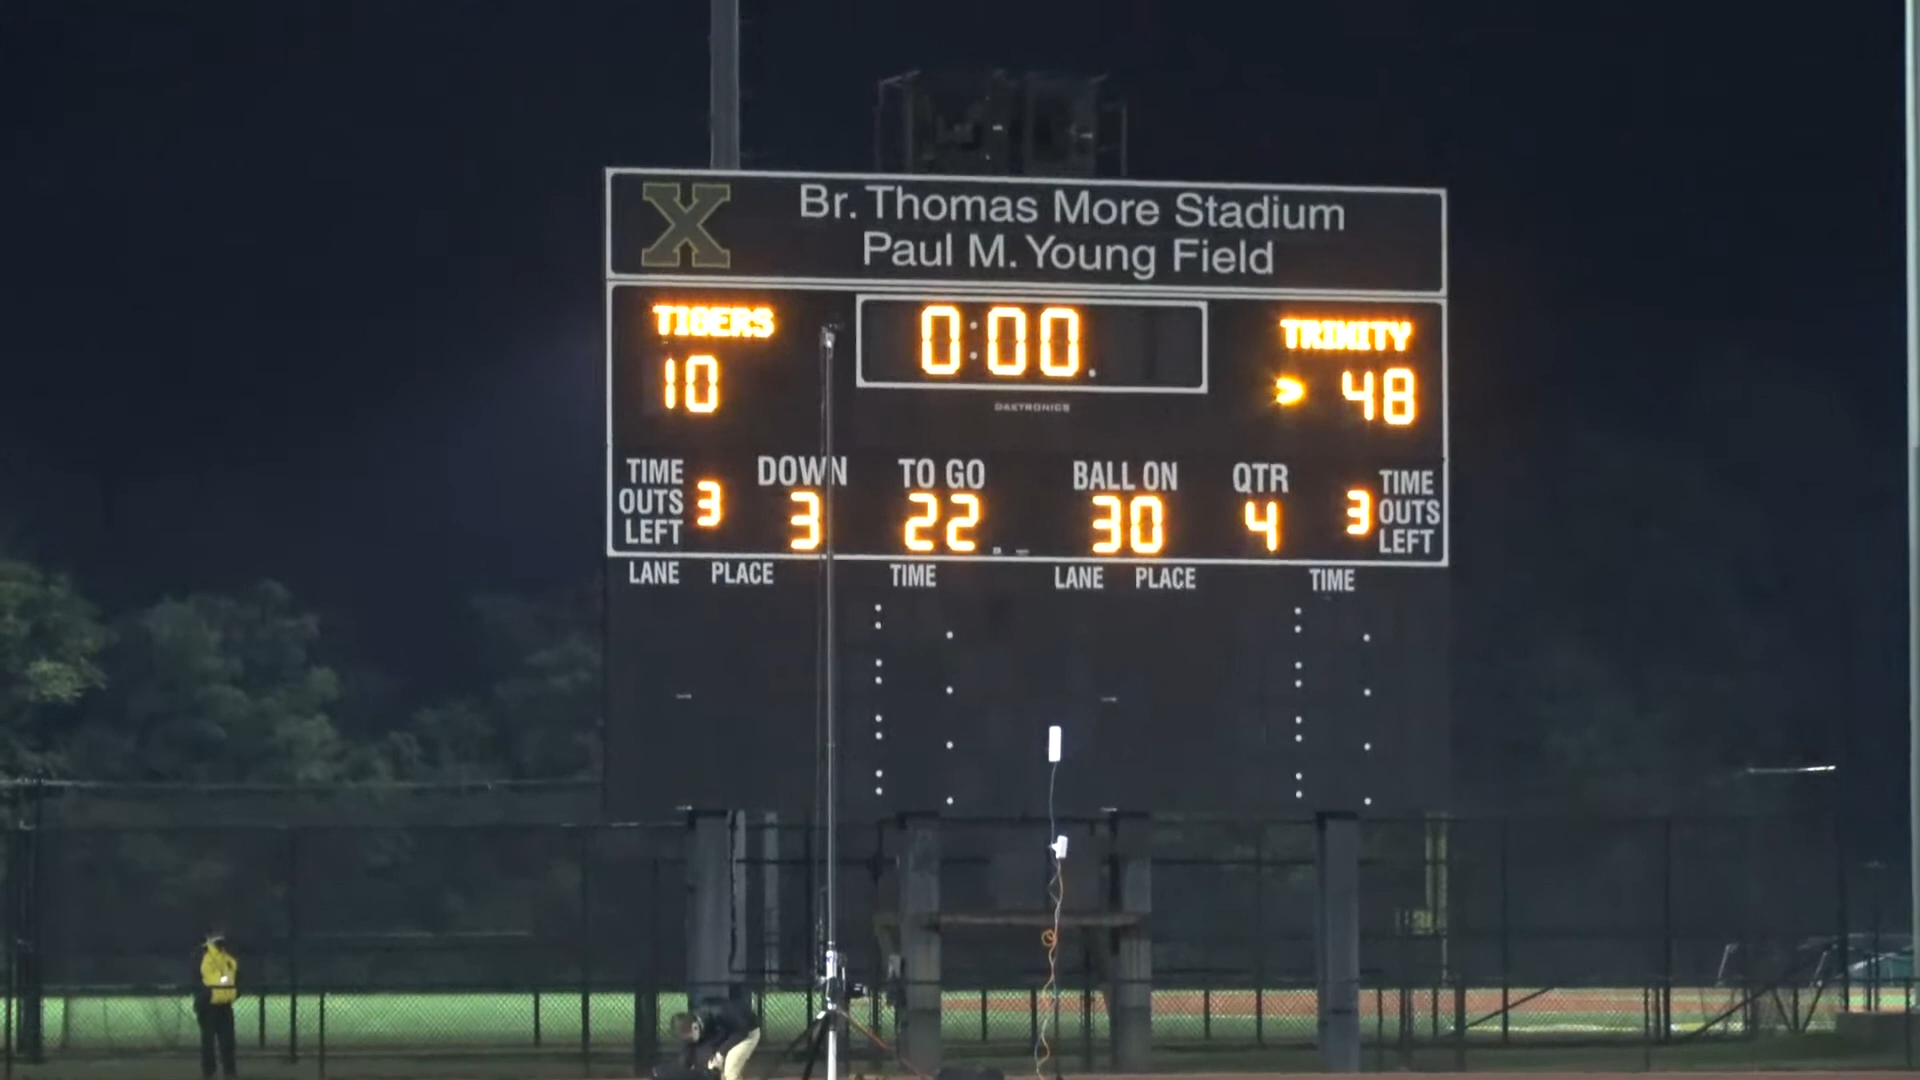 X
Br. Thomas More Stadium
Paul M. Young Field
TIGERS
0:00
TRINITY
10
48
DAKTRONICS
TIME OUTS LEFT 3
DOWN 3
TO GO 22
BALL ON 30
QTR 4
3 TIME OUTS LEFT
LANE PLACE TIME LANE PLACE TIME